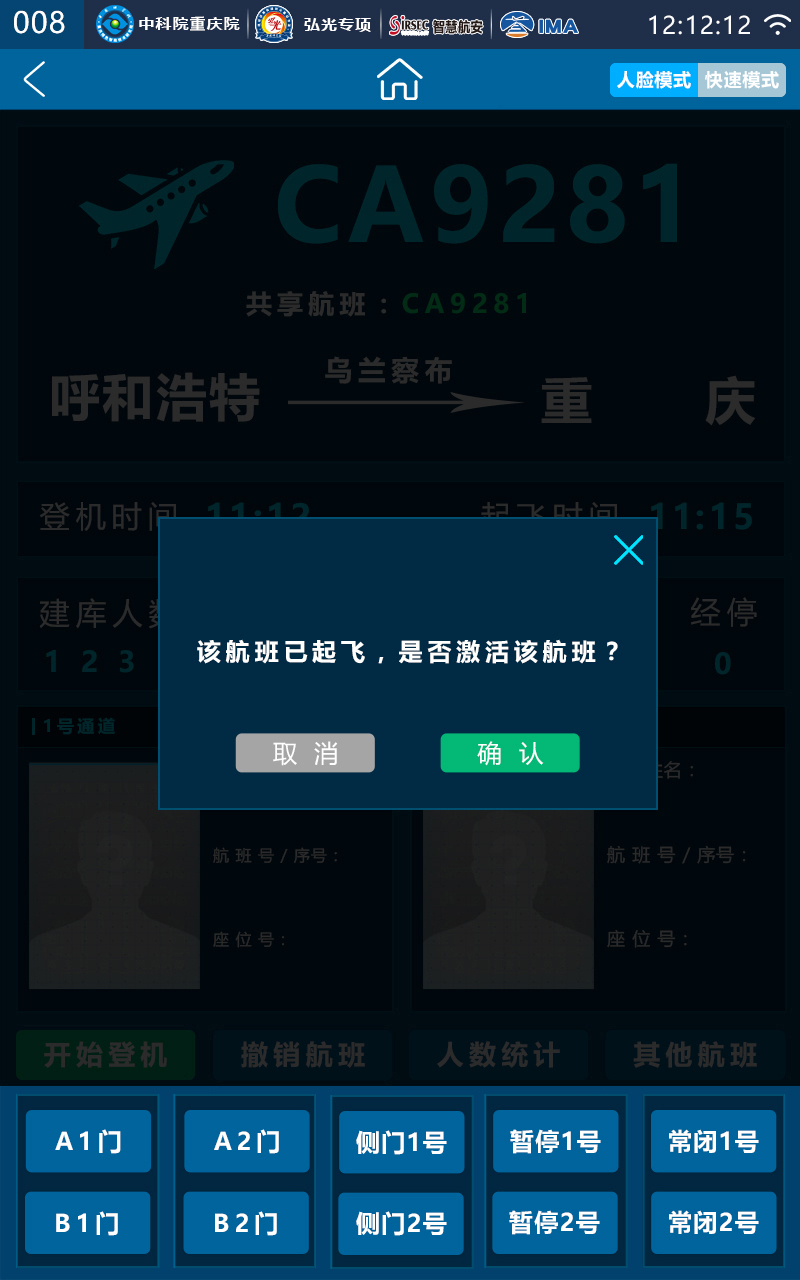 008 中科院重庆院 弘光专项 SiRSEC 智慧航安 IMA 12:12:12
人脸模式 快速模式
CA9281
共享航班：CA9281
乌兰察布
呼和浩特 重 庆
登机时间 11:12 起飞时间 11:15
建库人数 经停
1 2 3 0
该航班已起飞，是否激活该航班？
取 消 确 认
1号通道
姓名：
航班号/序号： 航班号/序号：
座位号： 座位号：
开始登机 撤销航班 人数统计 其他航班
A1门 A2门 侧门1号 暂停1号 常闭1号
B1门 B2门 侧门2号 暂停2号 常闭2号